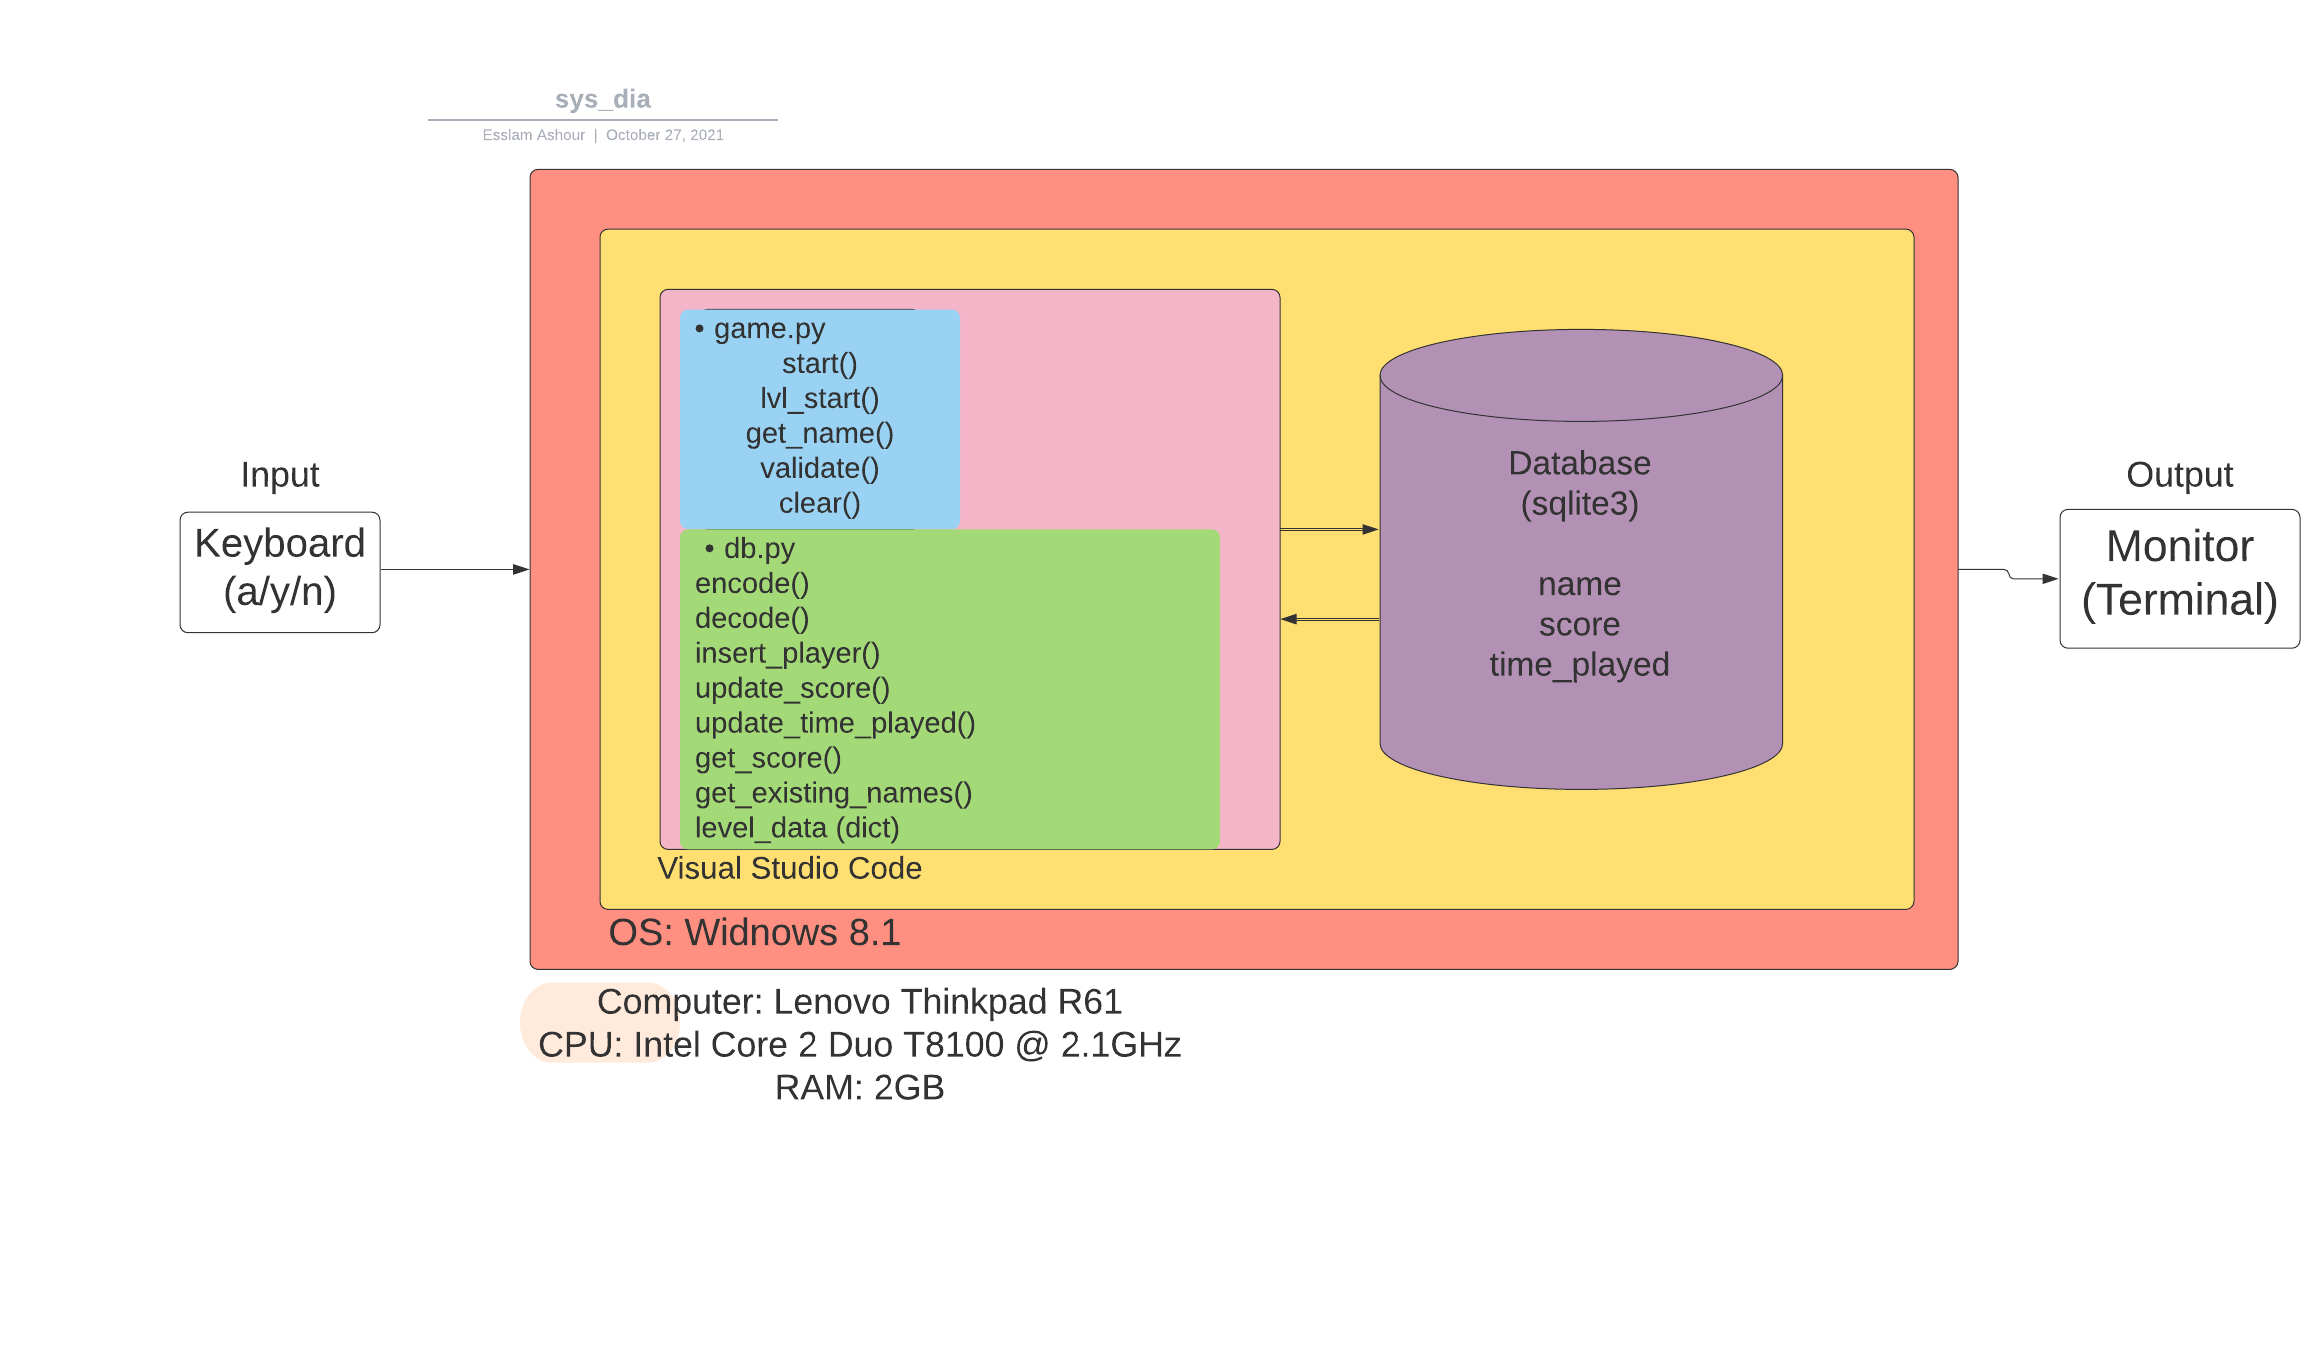 sys_dia
Esslam Ashour | October 27, 2021
Input
Keyboard
(a/y/n)
• game.py
start()
lvl_start()
get_name()
validate()
clear()
• db.py
encode()
decode()
insert_player()
update_score()
update_time_played()
get_score()
get_existing_names()
level_data (dict)
Visual Studio Code
Database
(sqlite3)
name
score
time_played
OS: Widnows 8.1
Computer: Lenovo Thinkpad R61
CPU: Intel Core 2 Duo T8100 @ 2.1GHz
RAM: 2GB
Output
Monitor
(Terminal)